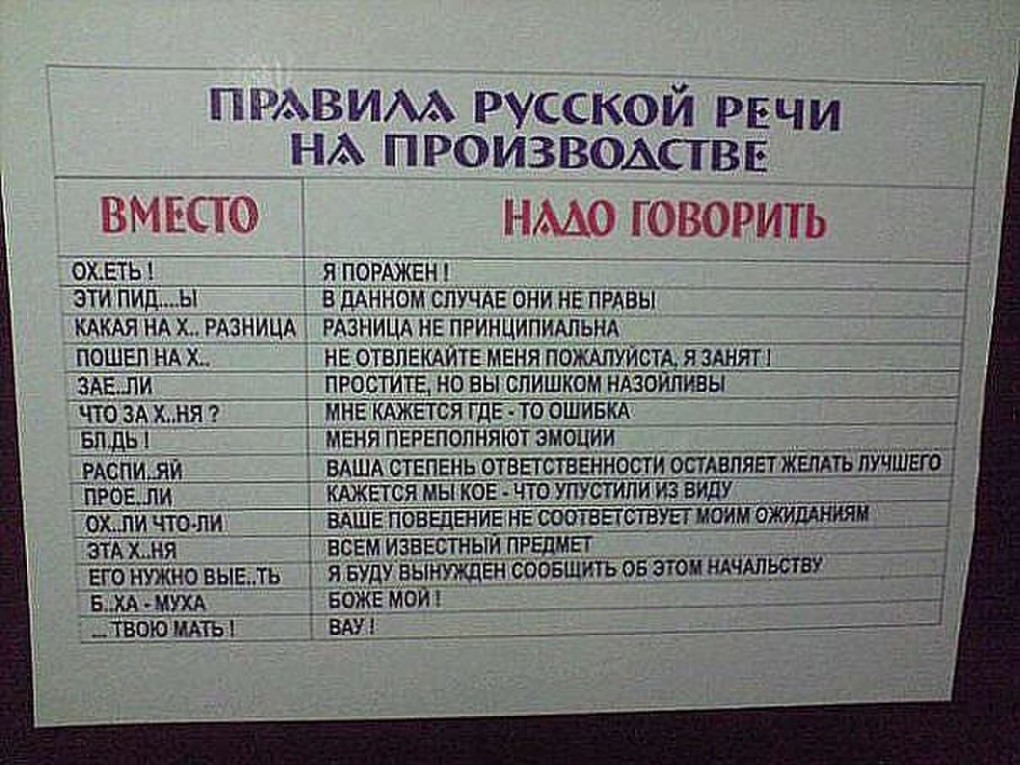 ПРАВИЛА РУССКОЙ РЕЧИ
НА ПРОИЗВОДСТВЕ
ВМЕСТО НАДО ГОВОРИТЬ
ОХ.ЕТЬ ! Я ПОРАЖЕН !
ЭТИ ПИД....Ы В ДАННОМ СЛУЧАЕ ОНИ НЕ ПРАВЫ
КАКАЯ НА Х.. РАЗНИЦА РАЗНИЦА НЕ ПРИНЦИПИАЛЬНА
ПОШЕЛ НА Х.. НЕ ОТВЛЕКАЙТЕ МЕНЯ ПОЖАЛУЙСТА, Я ЗАНЯТ !
ЗАЕ..ЛИ ПРОСТИТЕ, НО ВЫ СЛИШКОМ НАЗОЙЛИВЫ
ЧТО ЗА Х..НЯ ? МНЕ КАЖЕТСЯ ГДЕ - ТО ОШИБКА
БЛ.ДЬ ! МЕНЯ ПЕРЕПОЛНЯЮТ ЭМОЦИИ
РАСПИ..ЯЙ ВАША СТЕПЕНЬ ОТВЕТСТВЕННОСТИ ОСТАВЛЯЕТ ЖЕЛАТЬ ЛУЧШЕГО
ПРОЕ..ЛИ КАЖЕТСЯ МЫ КОЕ - ЧТО УПУСТИЛИ ИЗ ВИДУ
ОХ..ЛИ ЧТО-ЛИ ВАШЕ ПОВЕДЕНИЕ НЕ СООТВЕТСТВУЕТ МОИМ ОЖИДАНИЯМ
ЭТА Х..НЯ ВСЕМ ИЗВЕСТНЫЙ ПРЕДМЕТ
ЕГО НУЖНО ВЫЕ..ТЬ Я БУДУ ВЫНУЖДЕН СООБЩИТЬ ОБ ЭТОМ НАЧАЛЬСТВУ
Б..ХА - МУХА БОЖЕ МОЙ !
... ТВОЮ МАТЬ ! ВАУ !